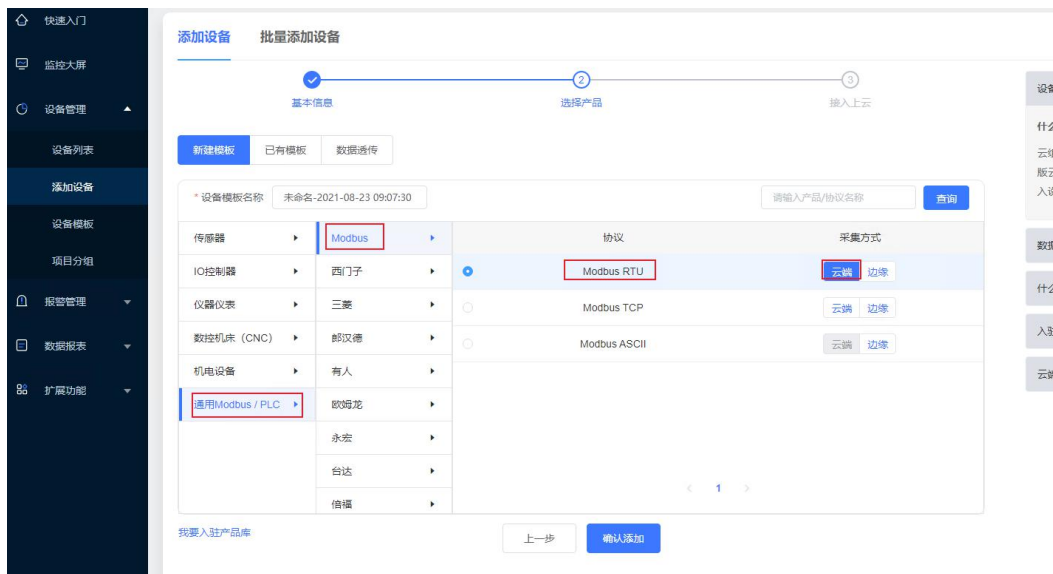 快速入门
监控大屏
设备管理
设备列表
添加设备
设备模板
项目分组
报警管理
数据报表
扩展功能
添加设备 批量添加设备
2 3
基本信息 选择产品 接入上云
新建模板 已有模板 数据透传
* 设备模板名称 未命名-2021-08-23 09:07:30 请输入产品/协议名称 查询
传感器 Modbus 协议 采集方式
IO控制器 西门子 Modbus RTU 云端 边缘
仪器仪表 三菱 Modbus TCP 云端 边缘
数控机床（CNC） 郎汉德 Modbus ASCII 云端 边缘
机电设备 有人
通用Modbus / PLC 欧姆龙
永宏
台达
倍福
< 1 >
我要入驻产品库 上一步 确认添加
设备
什么
云端
版云
入设
数据
什么
入驻
云端